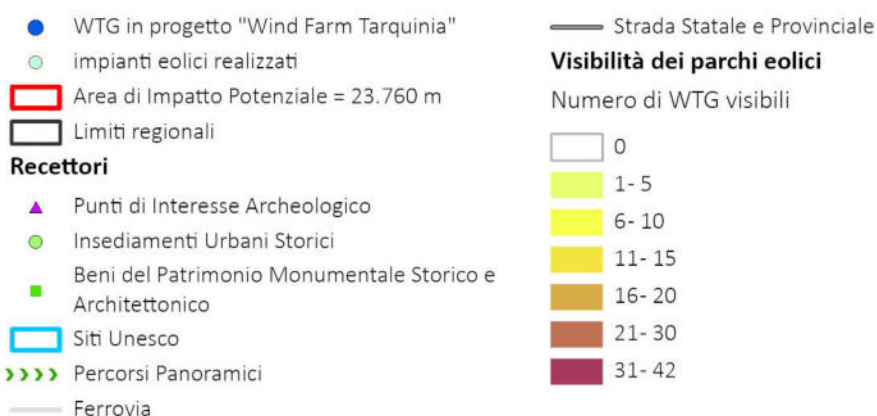 WTG in progetto "Wind Farm Tarquinia"
impianti eolici realizzati
Area di Impatto Potenziale = 23.760 m
Limiti regionali
Recettori
Punti di Interesse Archeologico
Insediamenti Urbani Storici
Beni del Patrimonio Monumentale Storico e
Architettonico
Siti Unesco
Percorsi Panoramici
Ferrovia
Strada Statale e Provinciale
Visibilità dei parchi eolici
Numero di WTG visibili
0
1- 5
6- 10
11- 15
16- 20
21- 30
31- 42